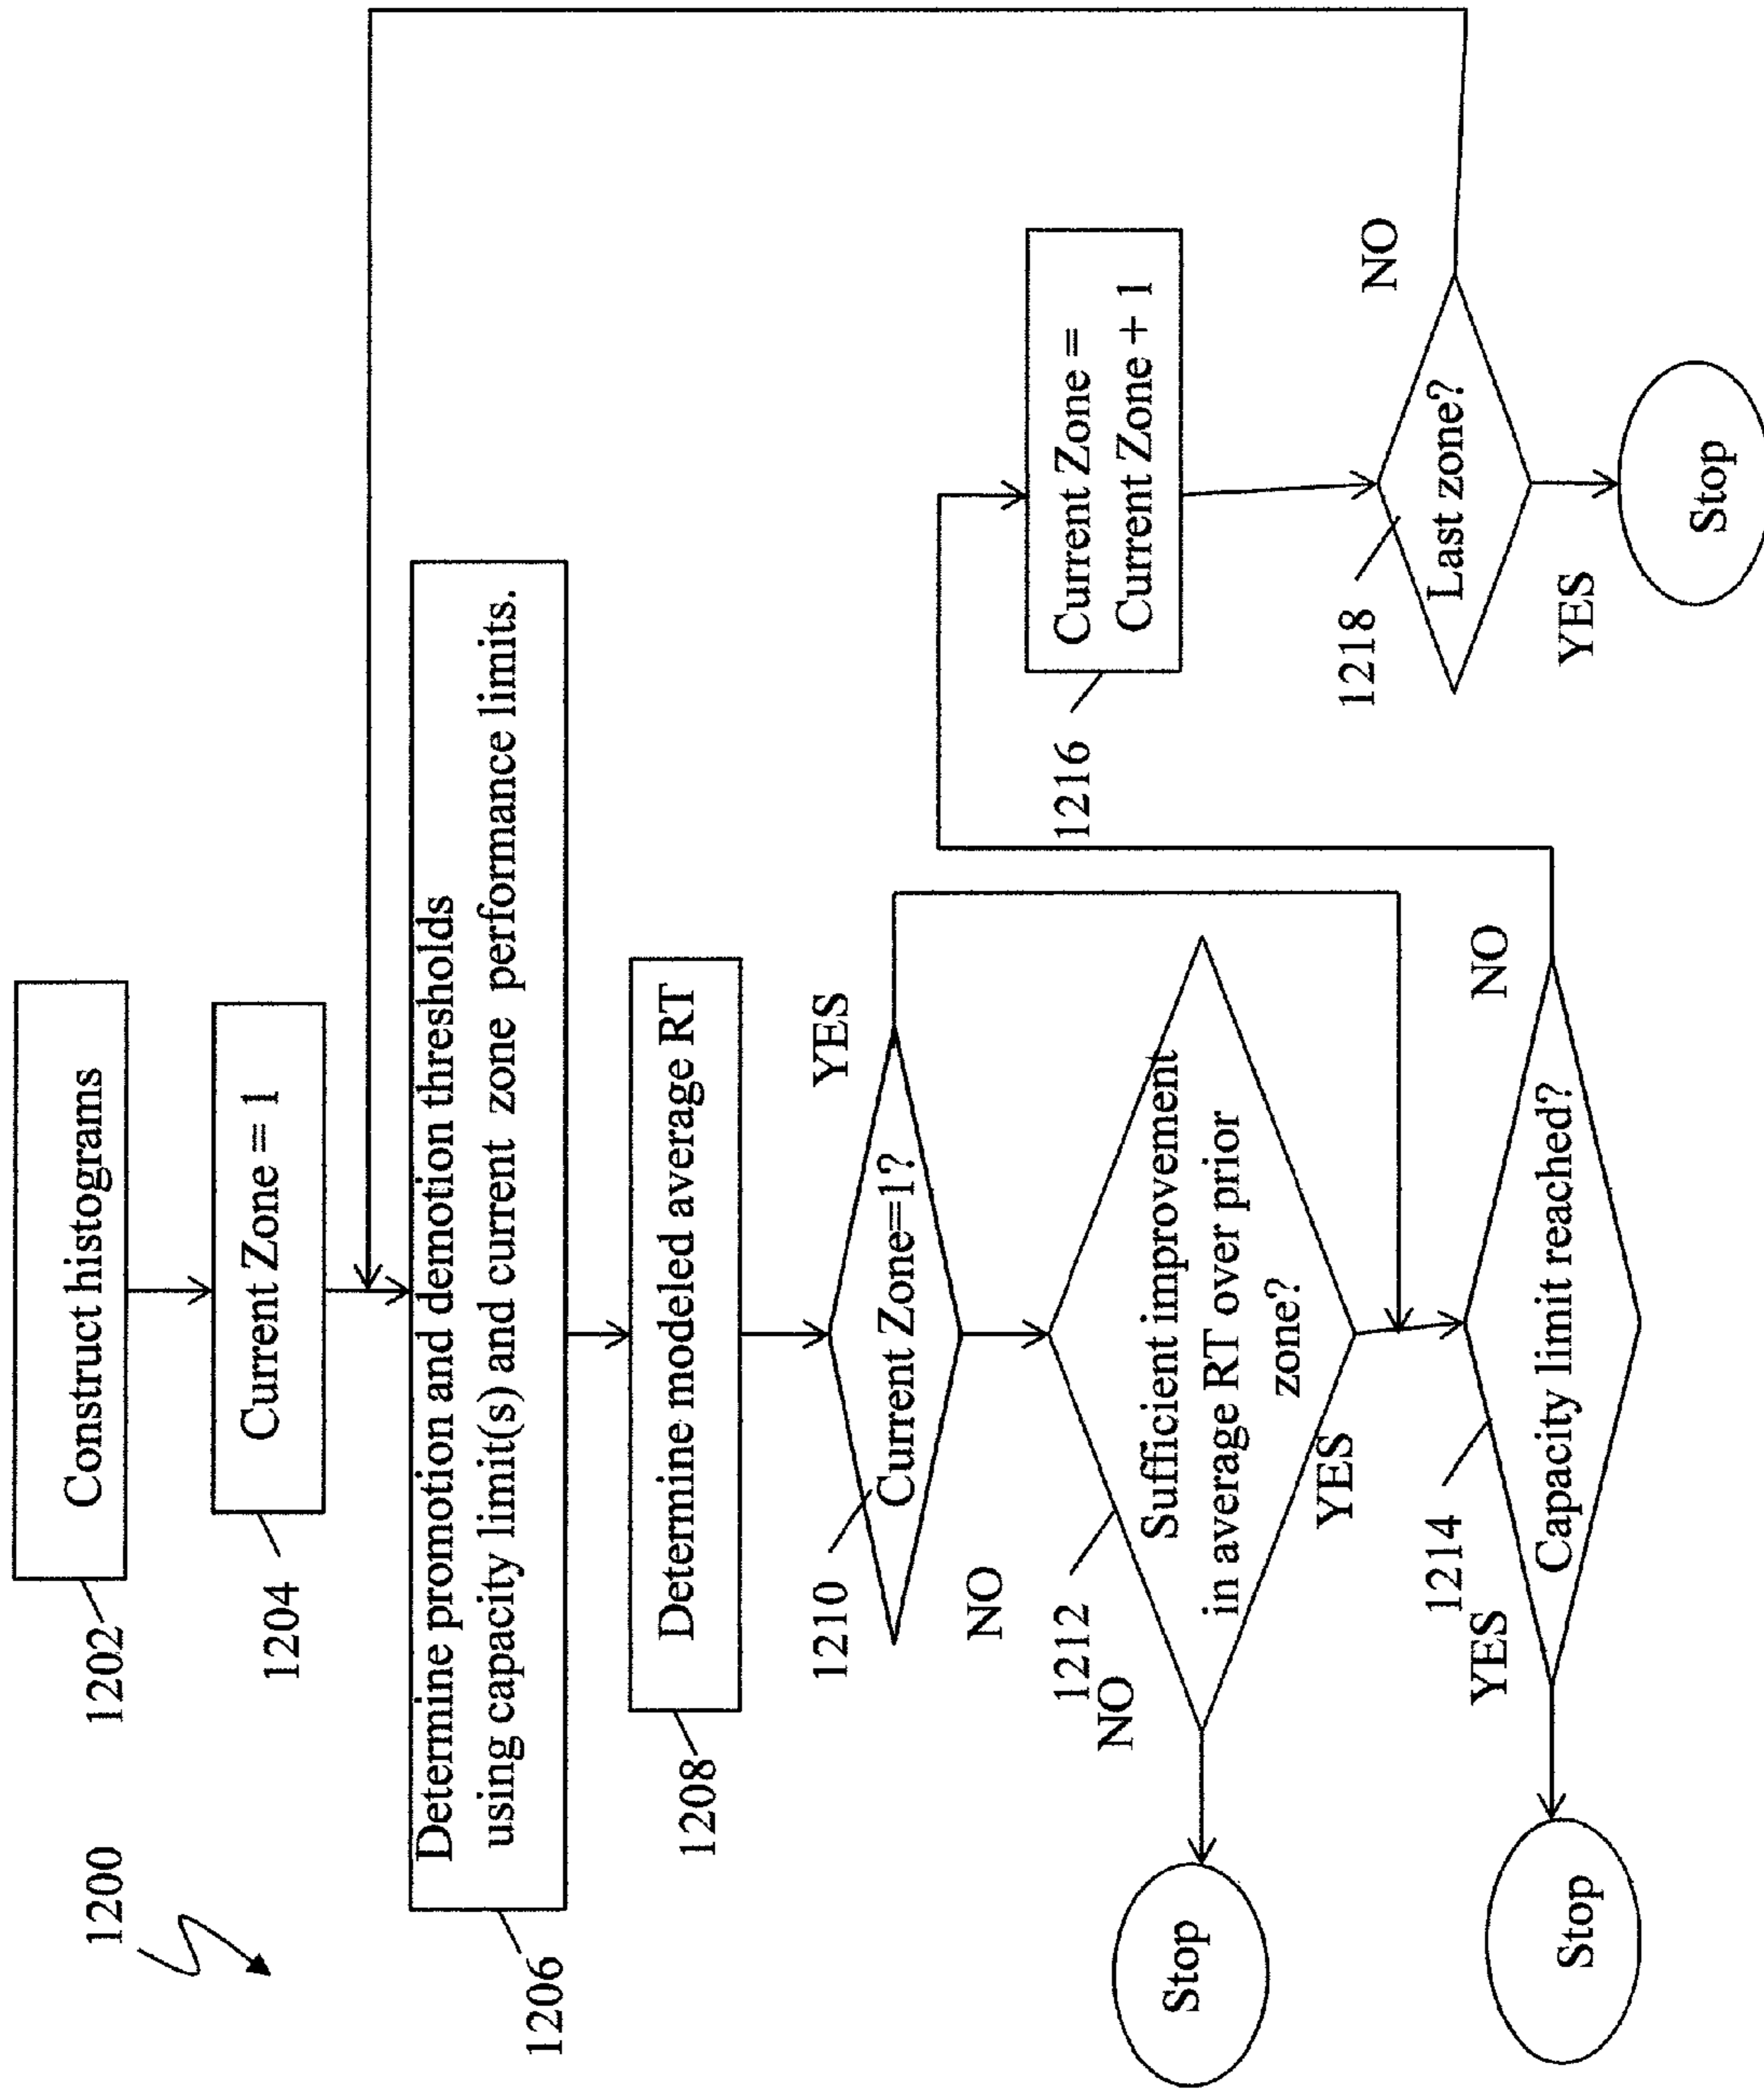 1200
Construct histograms
1202
Current Zone = 1
1204
Determine promotion and demotion thresholds
using capacity limit(s) and current zone performance limits.
1206
Determine modeled average RT
1208
Current Zone=1?
1210
YES
NO
Sufficient improvement
in average RT over prior
zone?
1212
NO
YES
Stop
Capacity limit reached?
1214
YES
NO
Stop
Current Zone =
Current Zone + 1
1216
Last zone?
1218
NO
YES
Stop